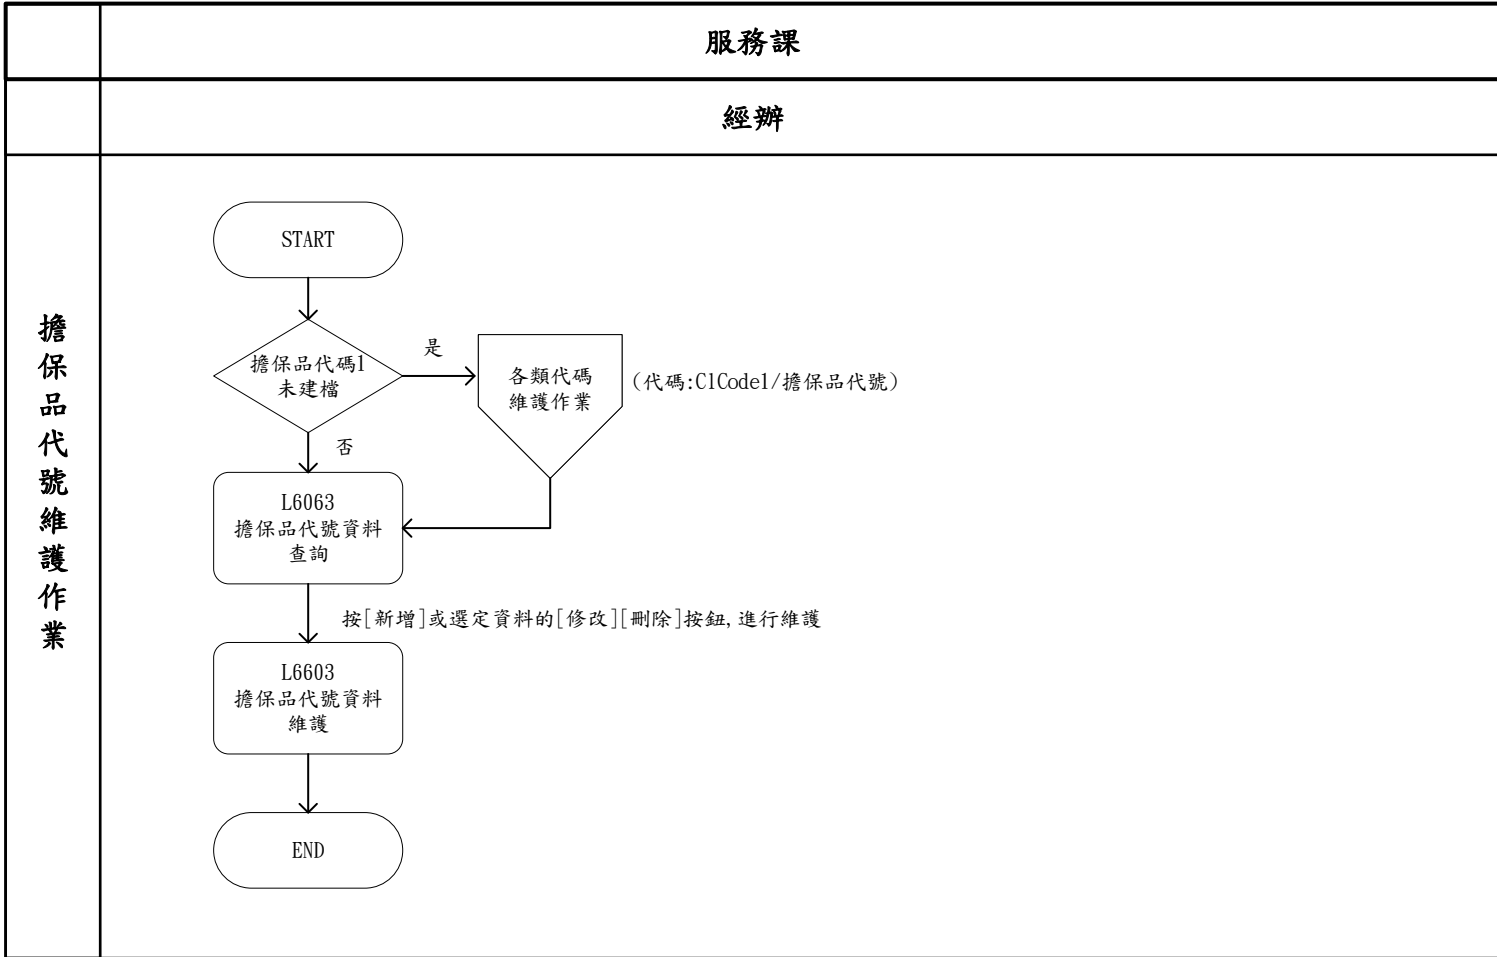 服務課
經辦
擔保品代號維護作業
START
擔保品代碼1
未建檔
是
各類代碼
維護作業
(代碼:ClCode1/擔保品代號)
否
L6063
擔保品代號資料
查詢
按[新增]或選定資料的[修改][刪除]按鈕,進行維護
L6603
擔保品代號資料
維護
END